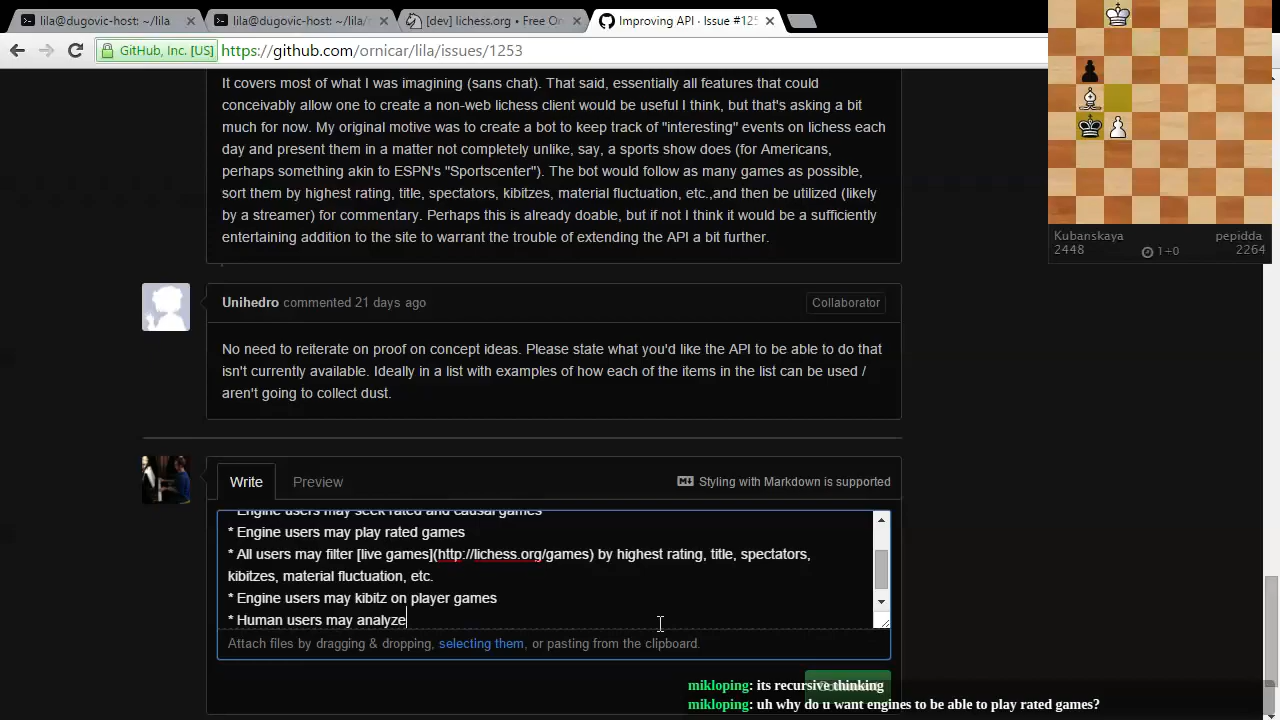 lila@dugovic-host: ~/lila
lila@dugovic-host: ~/lila/
[dev] lichess.org • Free On
Improving API · Issue #125
GitHub, Inc. [US]
https://github.com/ornicar/lila/issues/1253
It covers most of what I was imagining (sans chat). That said, essentially all features that could
conceivably allow one to create a non-web lichess client would be useful I think, but that's asking a bit
much for now. My original motive was to create a bot to keep track of "interesting" events on lichess each
day and present them in a matter not completely unlike, say, a sports show does (for Americans,
perhaps something akin to ESPN's "Sportscenter"). The bot would follow as many games as possible,
sort them by highest rating, title, spectators, kibitzes, material fluctuation, etc.,and then be utilized (likely
by a streamer) for commentary. Perhaps this is already doable, but if not I think it would be a sufficiently
entertaining addition to the site to warrant the trouble of extending the API a bit further.
Kubanskaya
pepidda
2448
1+0
2264
Unihedro commented 21 days ago
Collaborator
No need to reiterate on proof on concept ideas. Please state what you'd like the API to be able to do that
isn't currently available. Ideally in a list with examples of how each of the items in the list can be used /
aren't going to collect dust.
Write
Preview
Styling with Markdown is supported
* Engine users may seek rated and causal games
* Engine users may play rated games
* All users may filter [live games](http://lichess.org/games) by highest rating, title, spectators,
kibitzes, material fluctuation, etc.
* Engine users may kibitz on player games
* Human users may analyze
Attach files by dragging & dropping, selecting them, or pasting from the clipboard.
mikloping: its recursive thinking
mikloping: uh why do u want engines to be able to play rated games?